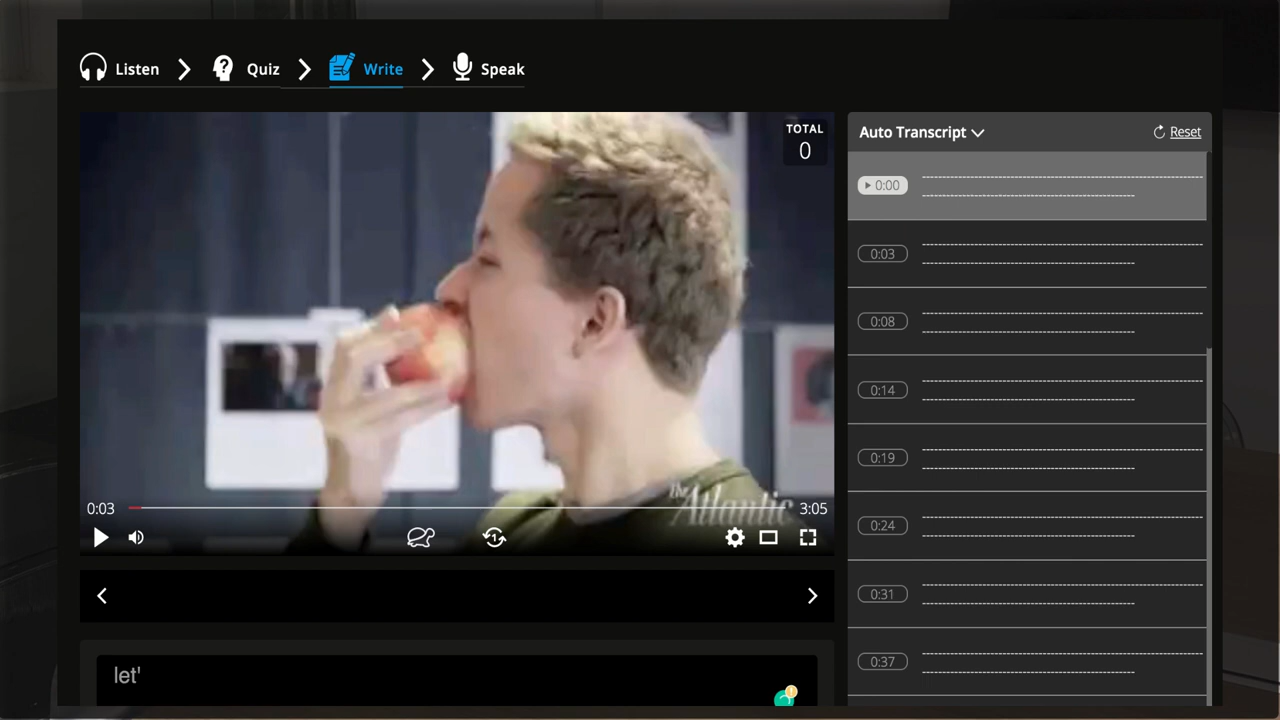 Listen
Quiz
Write
Speak
TOTAL
0
The Atlantic
0:03
3:05
1
Auto Transcript
Reset
0:00
0:03
0:08
0:14
0:19
0:24
0:31
0:37
let'